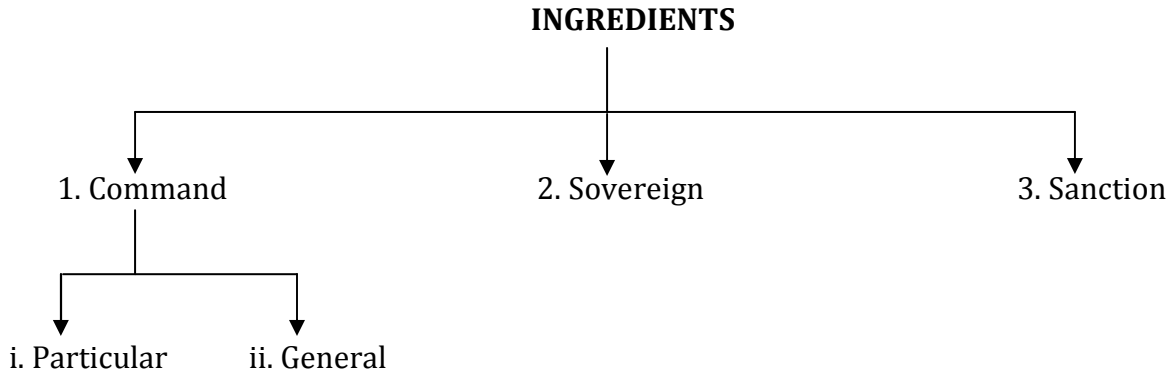 INGREDIENTS
1. Command
2. Sovereign
3. Sanction
i. Particular
ii. General